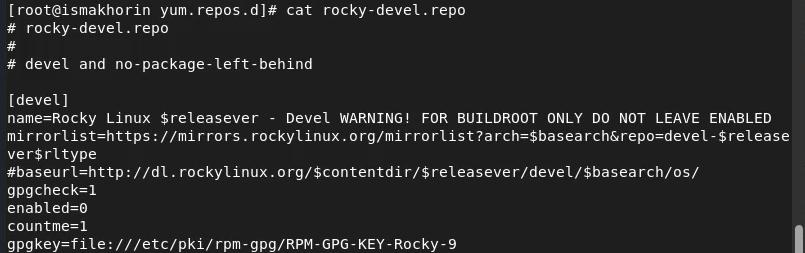 [root@ismakhorin yum.repos.d]# cat rocky-devel.repo
# rocky-devel.repo
#
# devel and no-package-left-behind
[devel]
name=Rocky Linux $releasever - Devel WARNING! FOR BUILDROOT ONLY DO NOT LEAVE ENABLED
mirrorlist=https://mirrors.rockylinux.org/mirrorlist?arch=$basearch&repo=devel-$release
ver$rltype
#baseurl=http://dl.rockylinux.org/$contentdir/$releasever/devel/$basearch/os/
gpgcheck=1
enabled=0
countme=1
gpgkey=file:///etc/pki/rpm-gpg/RPM-GPG-KEY-Rocky-9